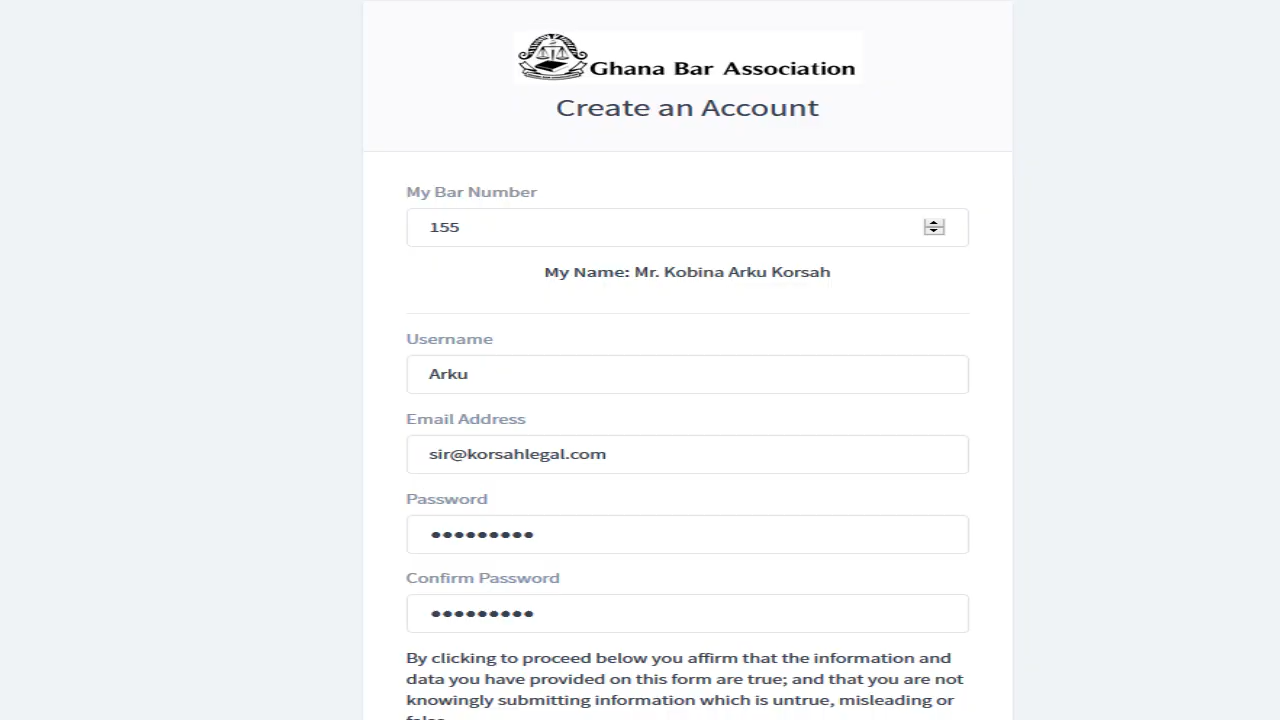 Ghana Bar Association
Create an Account
My Bar Number
155
My Name: Mr. Kobina Arku Korsah
Username
Arku
Email Address
sir@korsahlegal.com
Password
●●●●●●●●●
Confirm Password
●●●●●●●●●
By clicking to proceed below you affirm that the information and
data you have provided on this form are true; and that you are not
knowingly submitting information which is untrue, misleading or